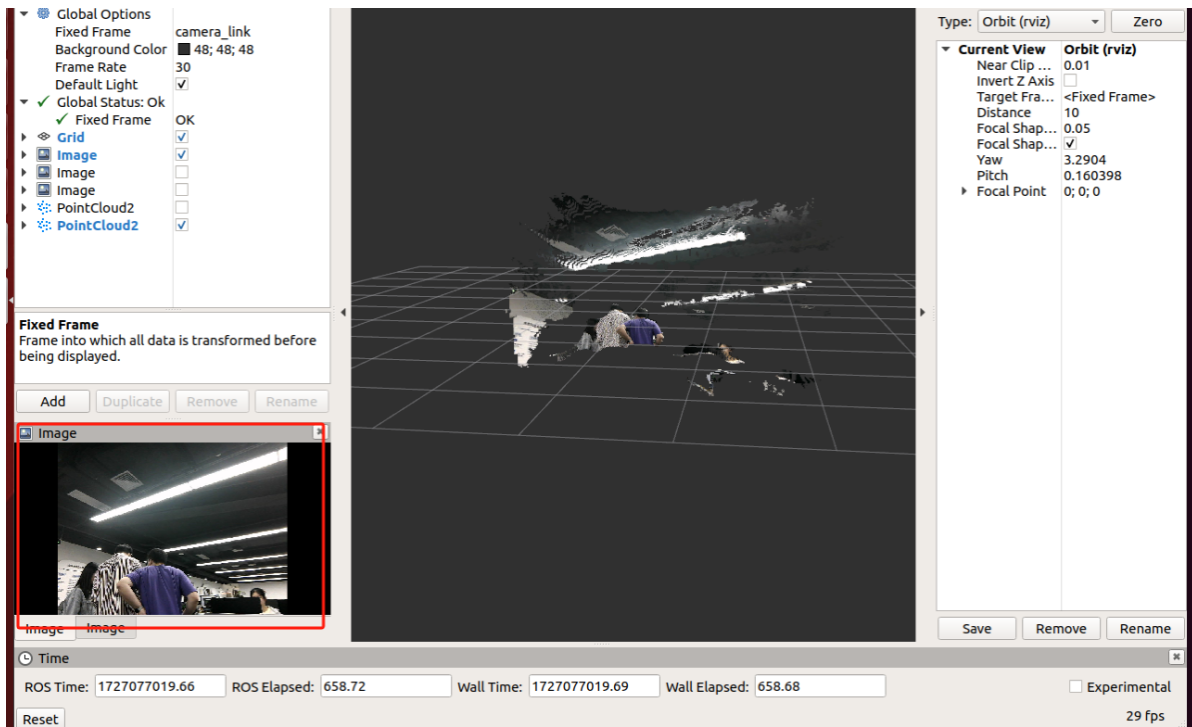 Global Options
Fixed Frame camera_link
Background Color 48; 48; 48
Frame Rate 30
Default Light
Global Status: Ok
Fixed Frame OK
Grid
Image
Image
Image
PointCloud2
PointCloud2
Fixed Frame
Frame into which all data is transformed before
being displayed.
Add Duplicate Remove Rename
Image
Image Image
Type: Orbit (rviz) Zero
Current View Orbit (rviz)
Near Clip ... 0.01
Invert Z Axis
Target Fra... <Fixed Frame>
Distance 10
Focal Shap... 0.05
Focal Shap...
Yaw 3.2904
Pitch 0.160398
Focal Point 0; 0; 0
Save Remove Rename
Time
ROS Time: 1727077019.66 ROS Elapsed: 658.72 Wall Time: 1727077019.69 Wall Elapsed: 658.68 Experimental
Reset 29 fps